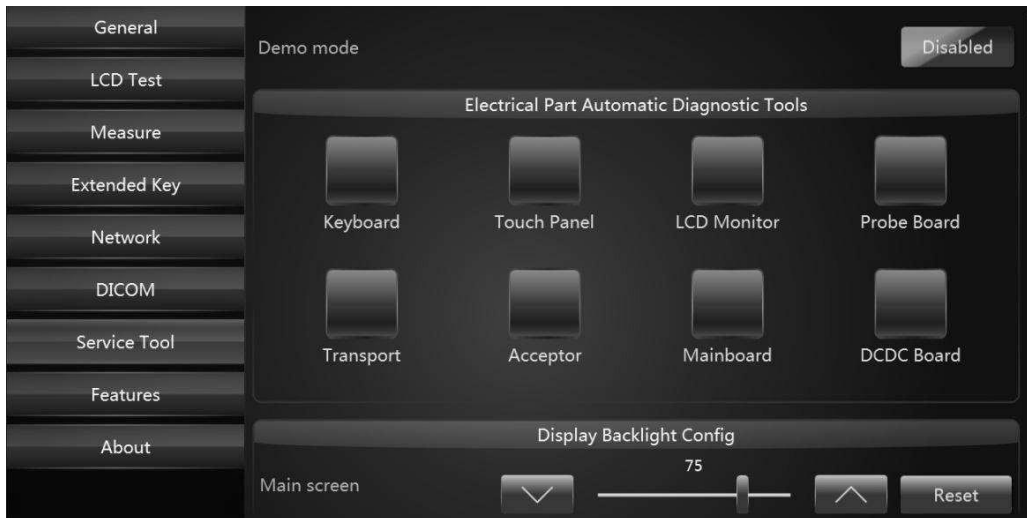 General
LCD Test
Measure
Extended Key
Network
DICOM
Service Tool
Features
About
Demo mode
Disabled
Electrical Part Automatic Diagnostic Tools
Keyboard Touch Panel LCD Monitor Probe Board
Transport Acceptor Mainboard DCDC Board
Display Backlight Config
75
Main screen
Reset